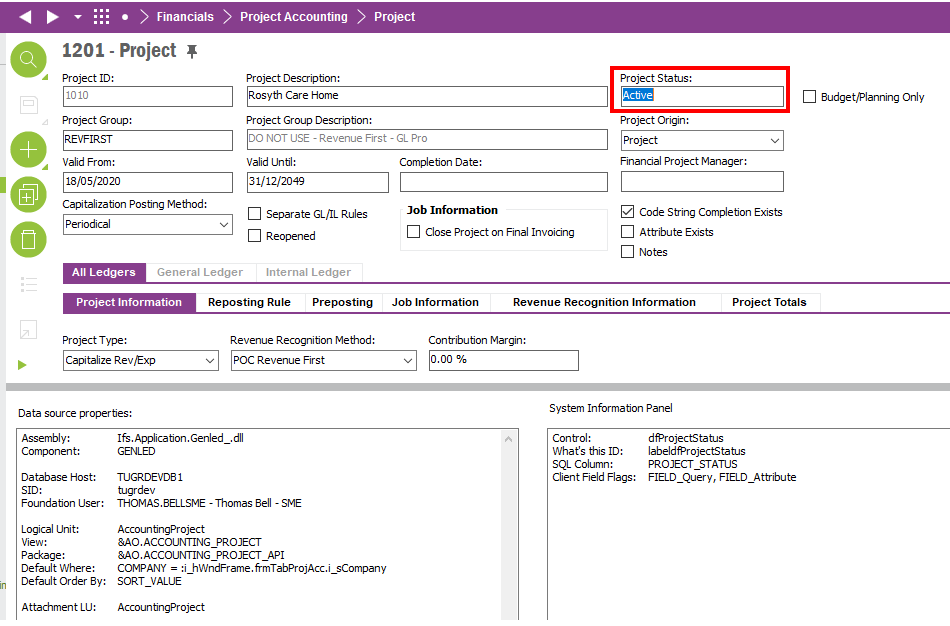 Financials Project Accounting Project
1201 - Project
Project ID: Project Description: Project Status:
1010 Rosyth Care Home Active Budget/Planning Only
Project Group: Project Group Description: Project Origin:
REVFIRST DO NOT USE - Revenue First - GL Pro Project
Valid From: Valid Until: Completion Date: Financial Project Manager:
18/05/2020 31/12/2049
Capitalization Posting Method: Separate GL/IL Rules Job Information Code String Completion Exists
Periodical Reopened Close Project on Final Invoicing Attribute Exists
Notes
All Ledgers General Ledger Internal Ledger
Project Information Reposting Rule Preposting Job Information Revenue Recognition Information Project Totals
Project Type: Revenue Recognition Method: Contribution Margin:
Capitalize Rev/Exp POC Revenue First 0.00 %
Data source properties:
Assembly: Ifs.Application.Genled_.dll
Component: GENLED
Database Host: TUGRDEVDB1
SID: tugrdev
Foundation User: THOMAS.BELLSME - Thomas Bell - SME
Logical Unit: AccountingProject
View: &AO.ACCOUNTING_PROJECT
Package: &AO.ACCOUNTING_PROJECT_API
Default Where: COMPANY = :i_hWndFrame.frmTabProjAcc.i_sCompany
Default Order By: SORT_VALUE
Attachment LU: AccountingProject
System Information Panel
Control: dfProjectStatus
What's this ID: labeldfProjectStatus
SQL Column: PROJECT_STATUS
Client Field Flags: FIELD_Query, FIELD_Attribute